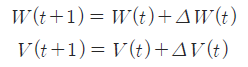 W(t+1) = W(t)+ΔW(t)
V(t+1) = V(t)+ΔV(t)